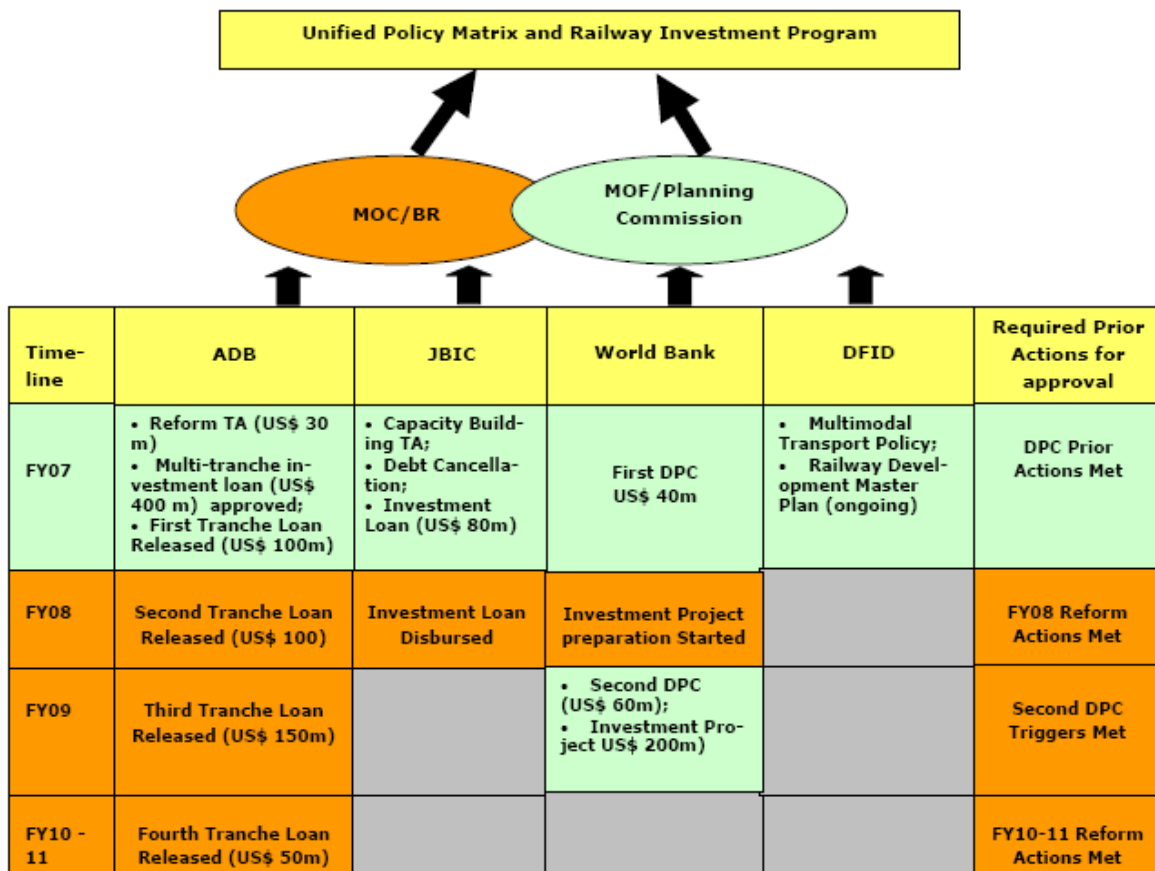 Unified Policy Matrix and Railway Investment Program
MOC/BR
MOF/Planning
Commission
Time-
line
ADB
JBIC
World Bank
DFID
Required Prior
Actions for
approval
FY07
• Reform TA (US$ 30
m)
• Multi-tranche in-
vestment loan (US$
400 m) approved;
• First Tranche Loan
Released (US$ 100m)
• Capacity Build-
ing TA;
• Debt Cancella-
tion;
• Investment
Loan (US$ 80m)
First DPC
US$ 40m
• Multimodal
Transport Policy;
• Railway Devel-
opment Master
Plan (ongoing)
DPC Prior
Actions Met
FY08
Second Tranche Loan
Released (US$ 100)
Investment Loan
Disbursed
Investment Project
preparation Started
FY08 Reform
Actions Met
FY09
Third Tranche Loan
Released (US$ 150m)
• Second DPC
(US$ 60m);
• Investment Pro-
ject US$ 200m)
Second DPC
Triggers Met
FY10 -
11
Fourth Tranche Loan
Released (US$ 50m)
FY10-11 Reform
Actions Met